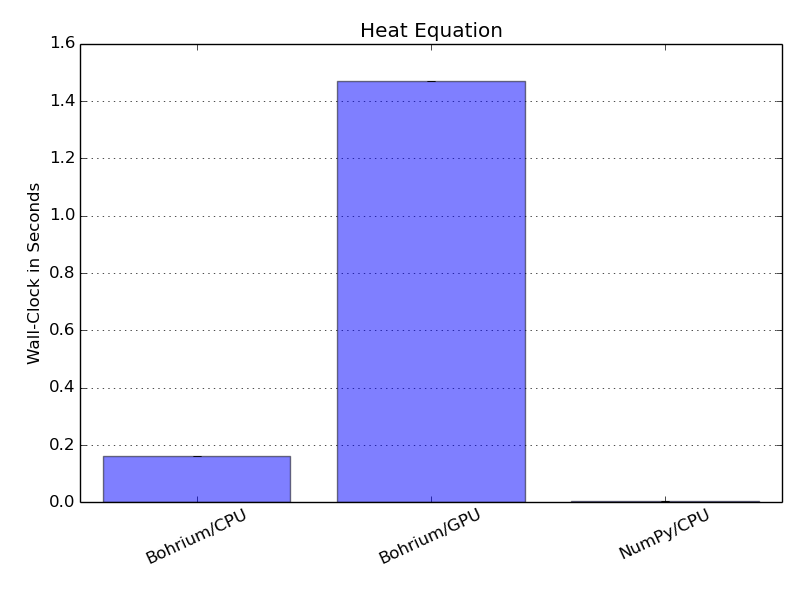 Heat Equation
1.6
1.4
1.2
1.0
0.8
0.6
0.4
0.2
0.0
Wall-Clock in Seconds
Bohrium/CPU
Bohrium/GPU
NumPy/CPU